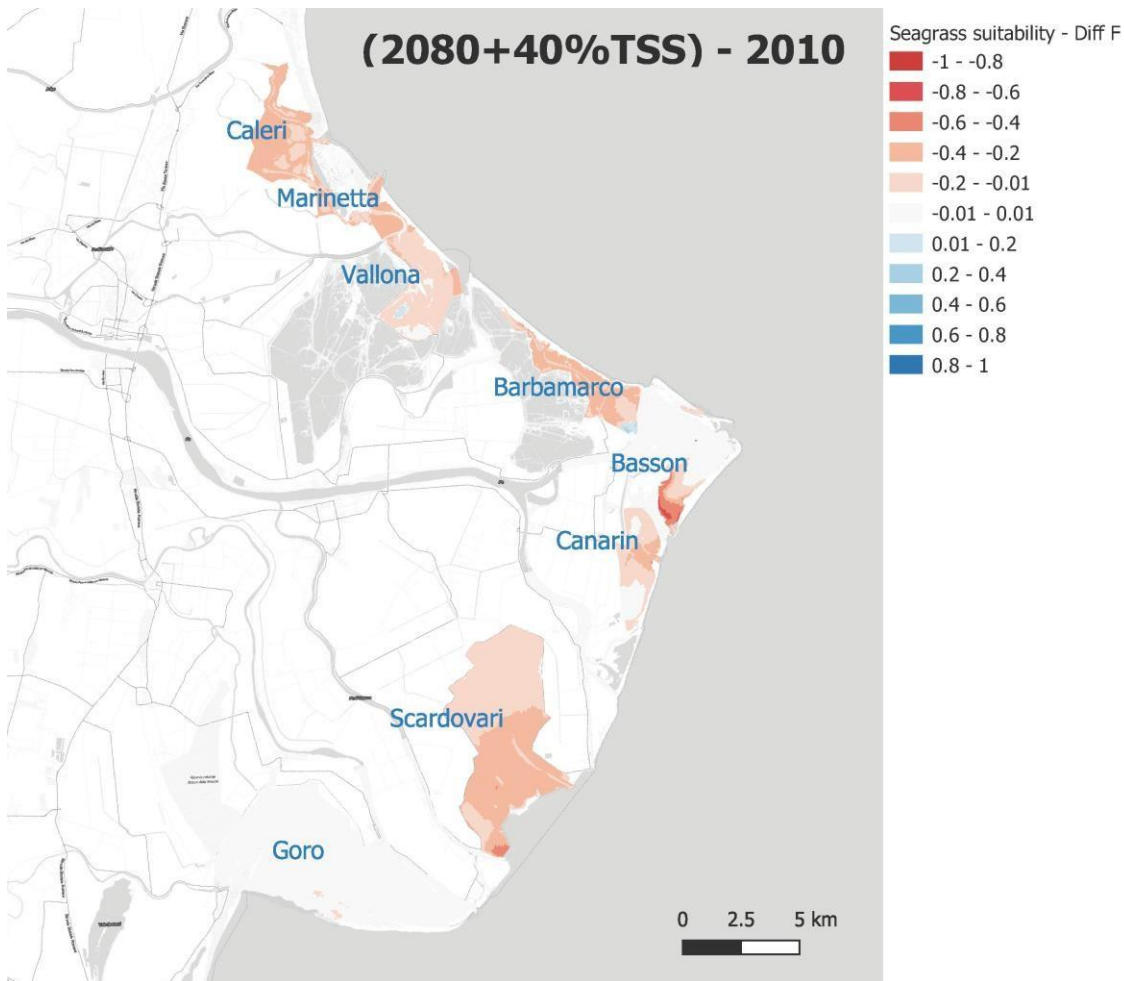 (2080+40%TSS) - 2010
Seagrass suitability - Diff F
-1 - -0.8
-0.8 - -0.6
-0.6 - -0.4
-0.4 - -0.2
-0.2 - -0.01
-0.01 - 0.01
0.01 - 0.2
0.2 - 0.4
0.4 - 0.6
0.6 - 0.8
0.8 - 1
Caleri
Marinetta
Vallona
Barbamarco
Basson
Canarin
Scardovari
Goro
0 2.5 5 km